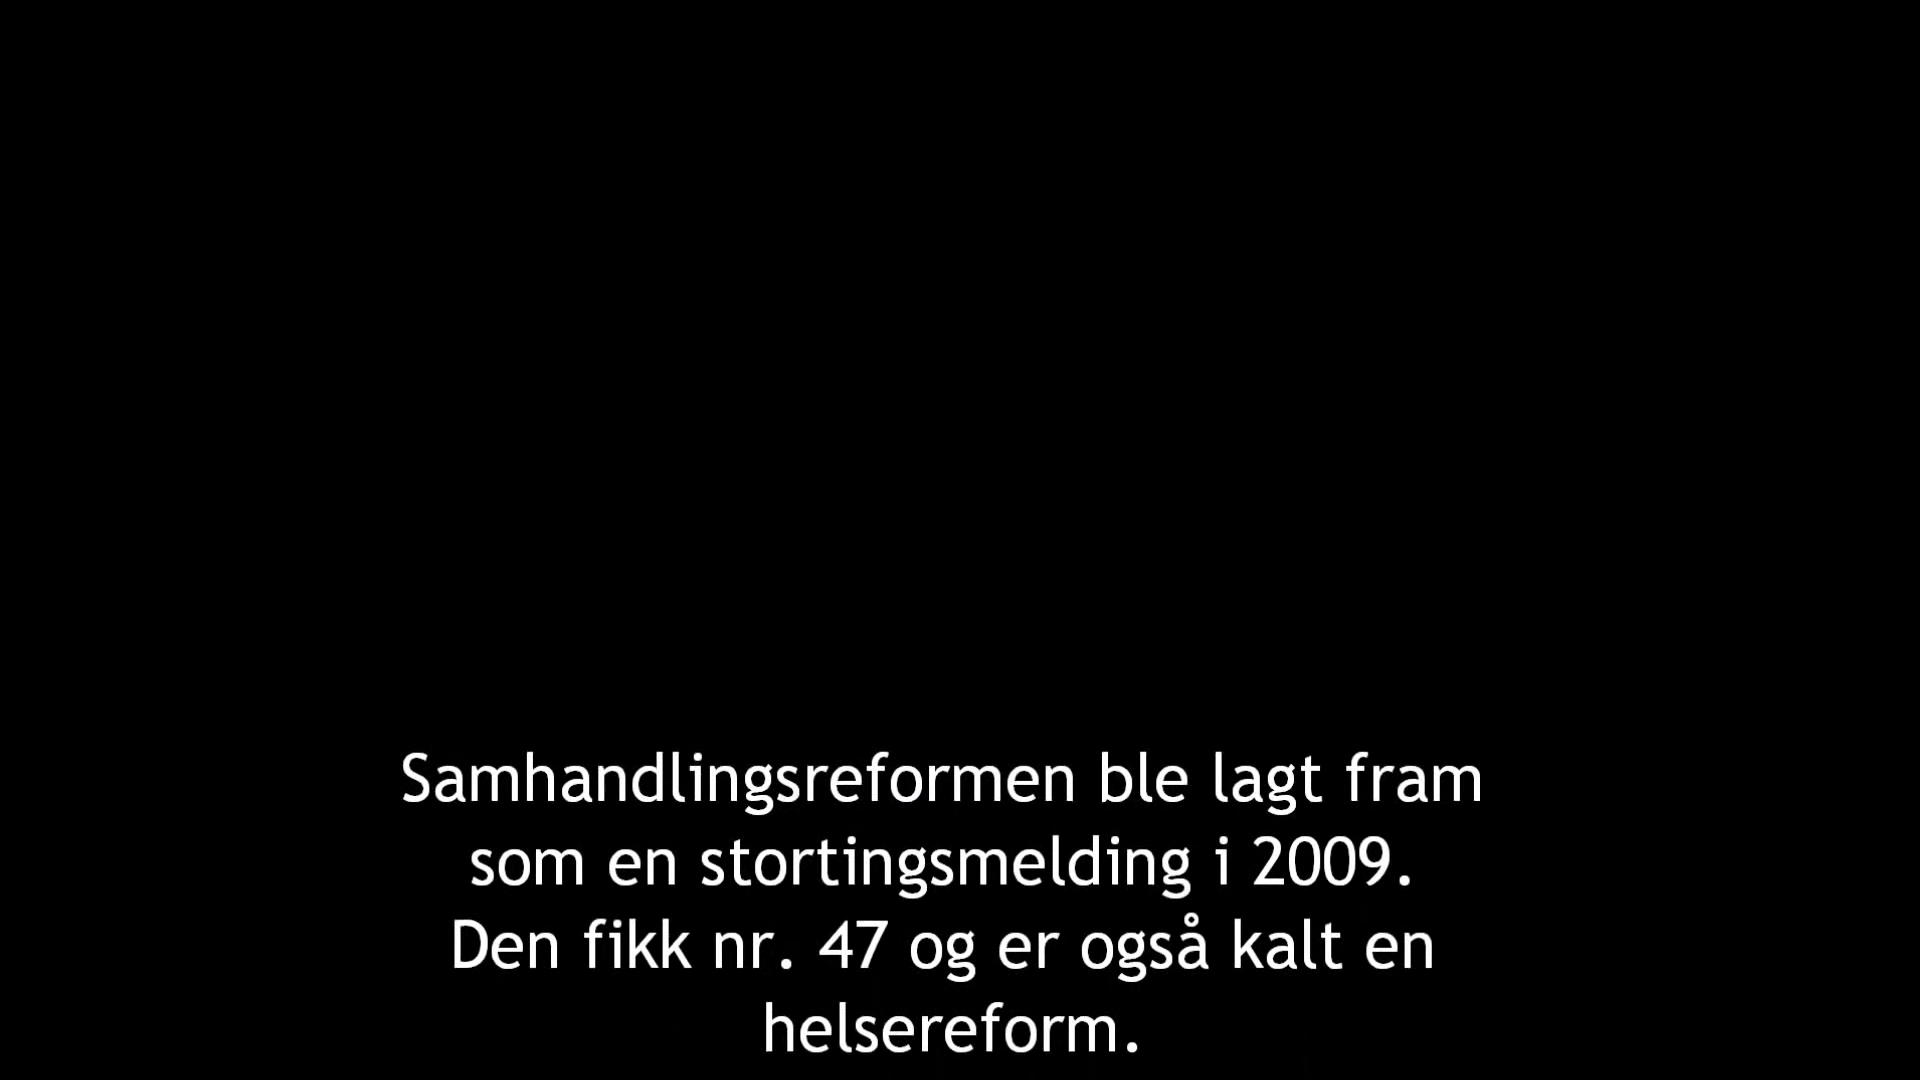 Samhandlingsreformen ble lagt fram
som en stortingsmelding i 2009.
Den fikk nr. 47 og er også kalt en
helsereform.